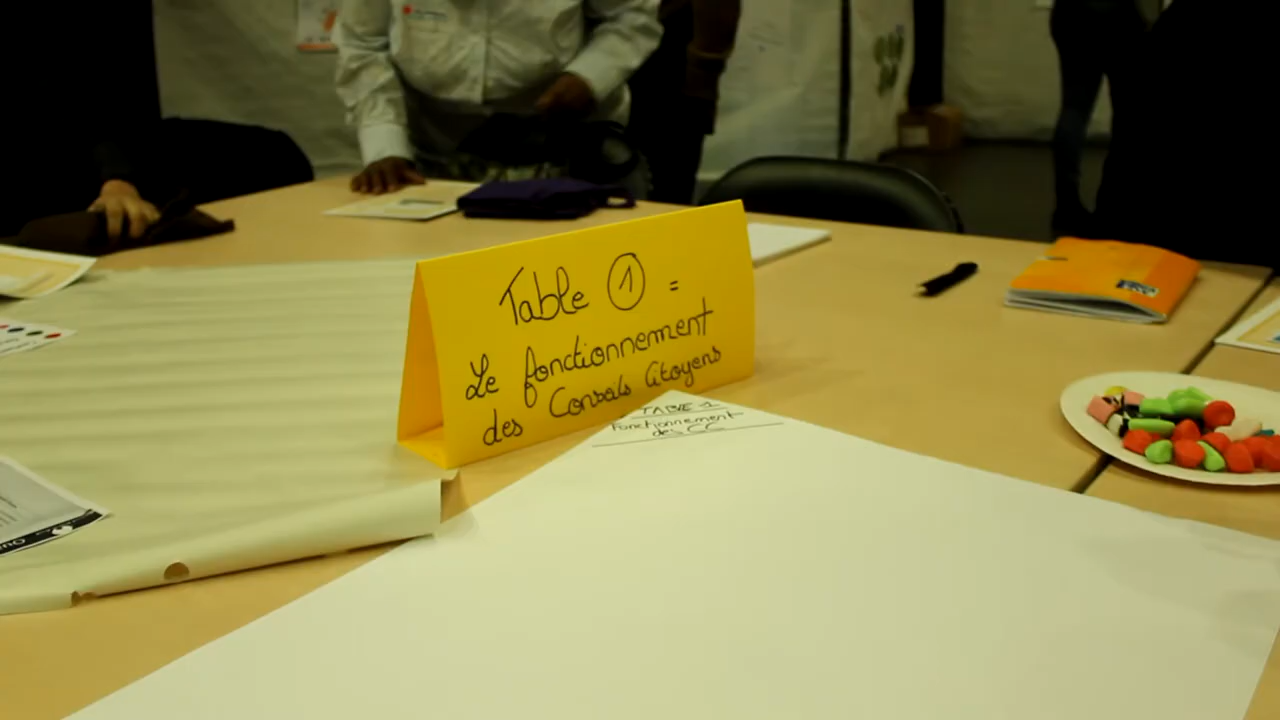 Table 1 =
Le fonctionnement
des Conseils Citoyens
TABLE 1
Fonctionnement
des CC